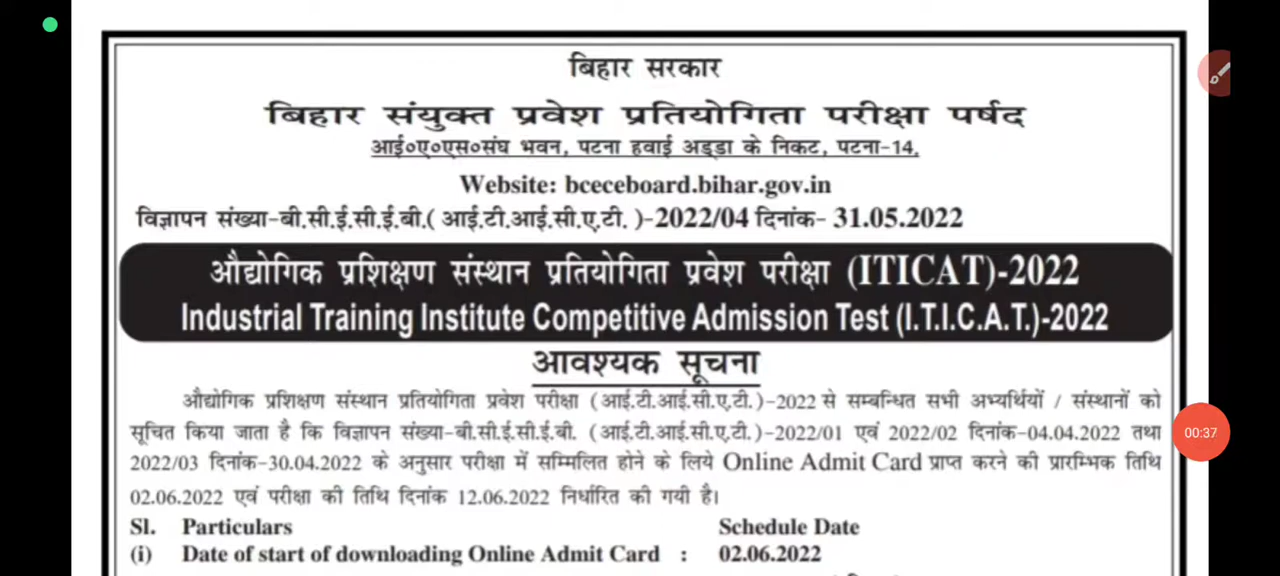 बिहार सरकार
बिहार संयुक्त प्रवेश प्रतियोगिता परीक्षा पर्षद
आई०ए०एस०संघ भवन, पटना हवाई अड्डा के निकट, पटना-14.
Website: bceceboard.bihar.gov.in
विज्ञापन संख्या-बी.सी.ई.सी.ई.बी.( आई.टी.आई.सी.ए.टी. )-2022/04 दिनांक- 31.05.2022
औद्योगिक प्रशिक्षण संस्थान प्रतियोगिता प्रवेश परीक्षा (ITICAT)-2022
Industrial Training Institute Competitive Admission Test (I.T.I.C.A.T.)-2022
आवश्यक सूचना
औद्योगिक प्रशिक्षण संस्थान प्रतियोगिता प्रवेश परीक्षा (आई.टी.आई.सी.ए.टी.)-2022 से सम्बन्धित सभी अभ्यर्थियों / संस्थानों को
सूचित किया जाता है कि विज्ञापन संख्या-बी.सी.ई.सी.ई.बी. (आई.टी.आई.सी.ए.टी.)-2022/01 एवं 2022/02 दिनांक-04.04.2022 तथा
2022/03 दिनांक-30.04.2022 के अनुसार परीक्षा में सम्मिलित होने के लिये Online Admit Card प्राप्त करने की प्रारम्भिक तिथि
02.06.2022 एवं परीक्षा की तिथि दिनांक 12.06.2022 निर्धारित की गयी है।
Sl. Particulars Schedule Date
(i) Date of start of downloading Online Admit Card : 02.06.2022
00:37